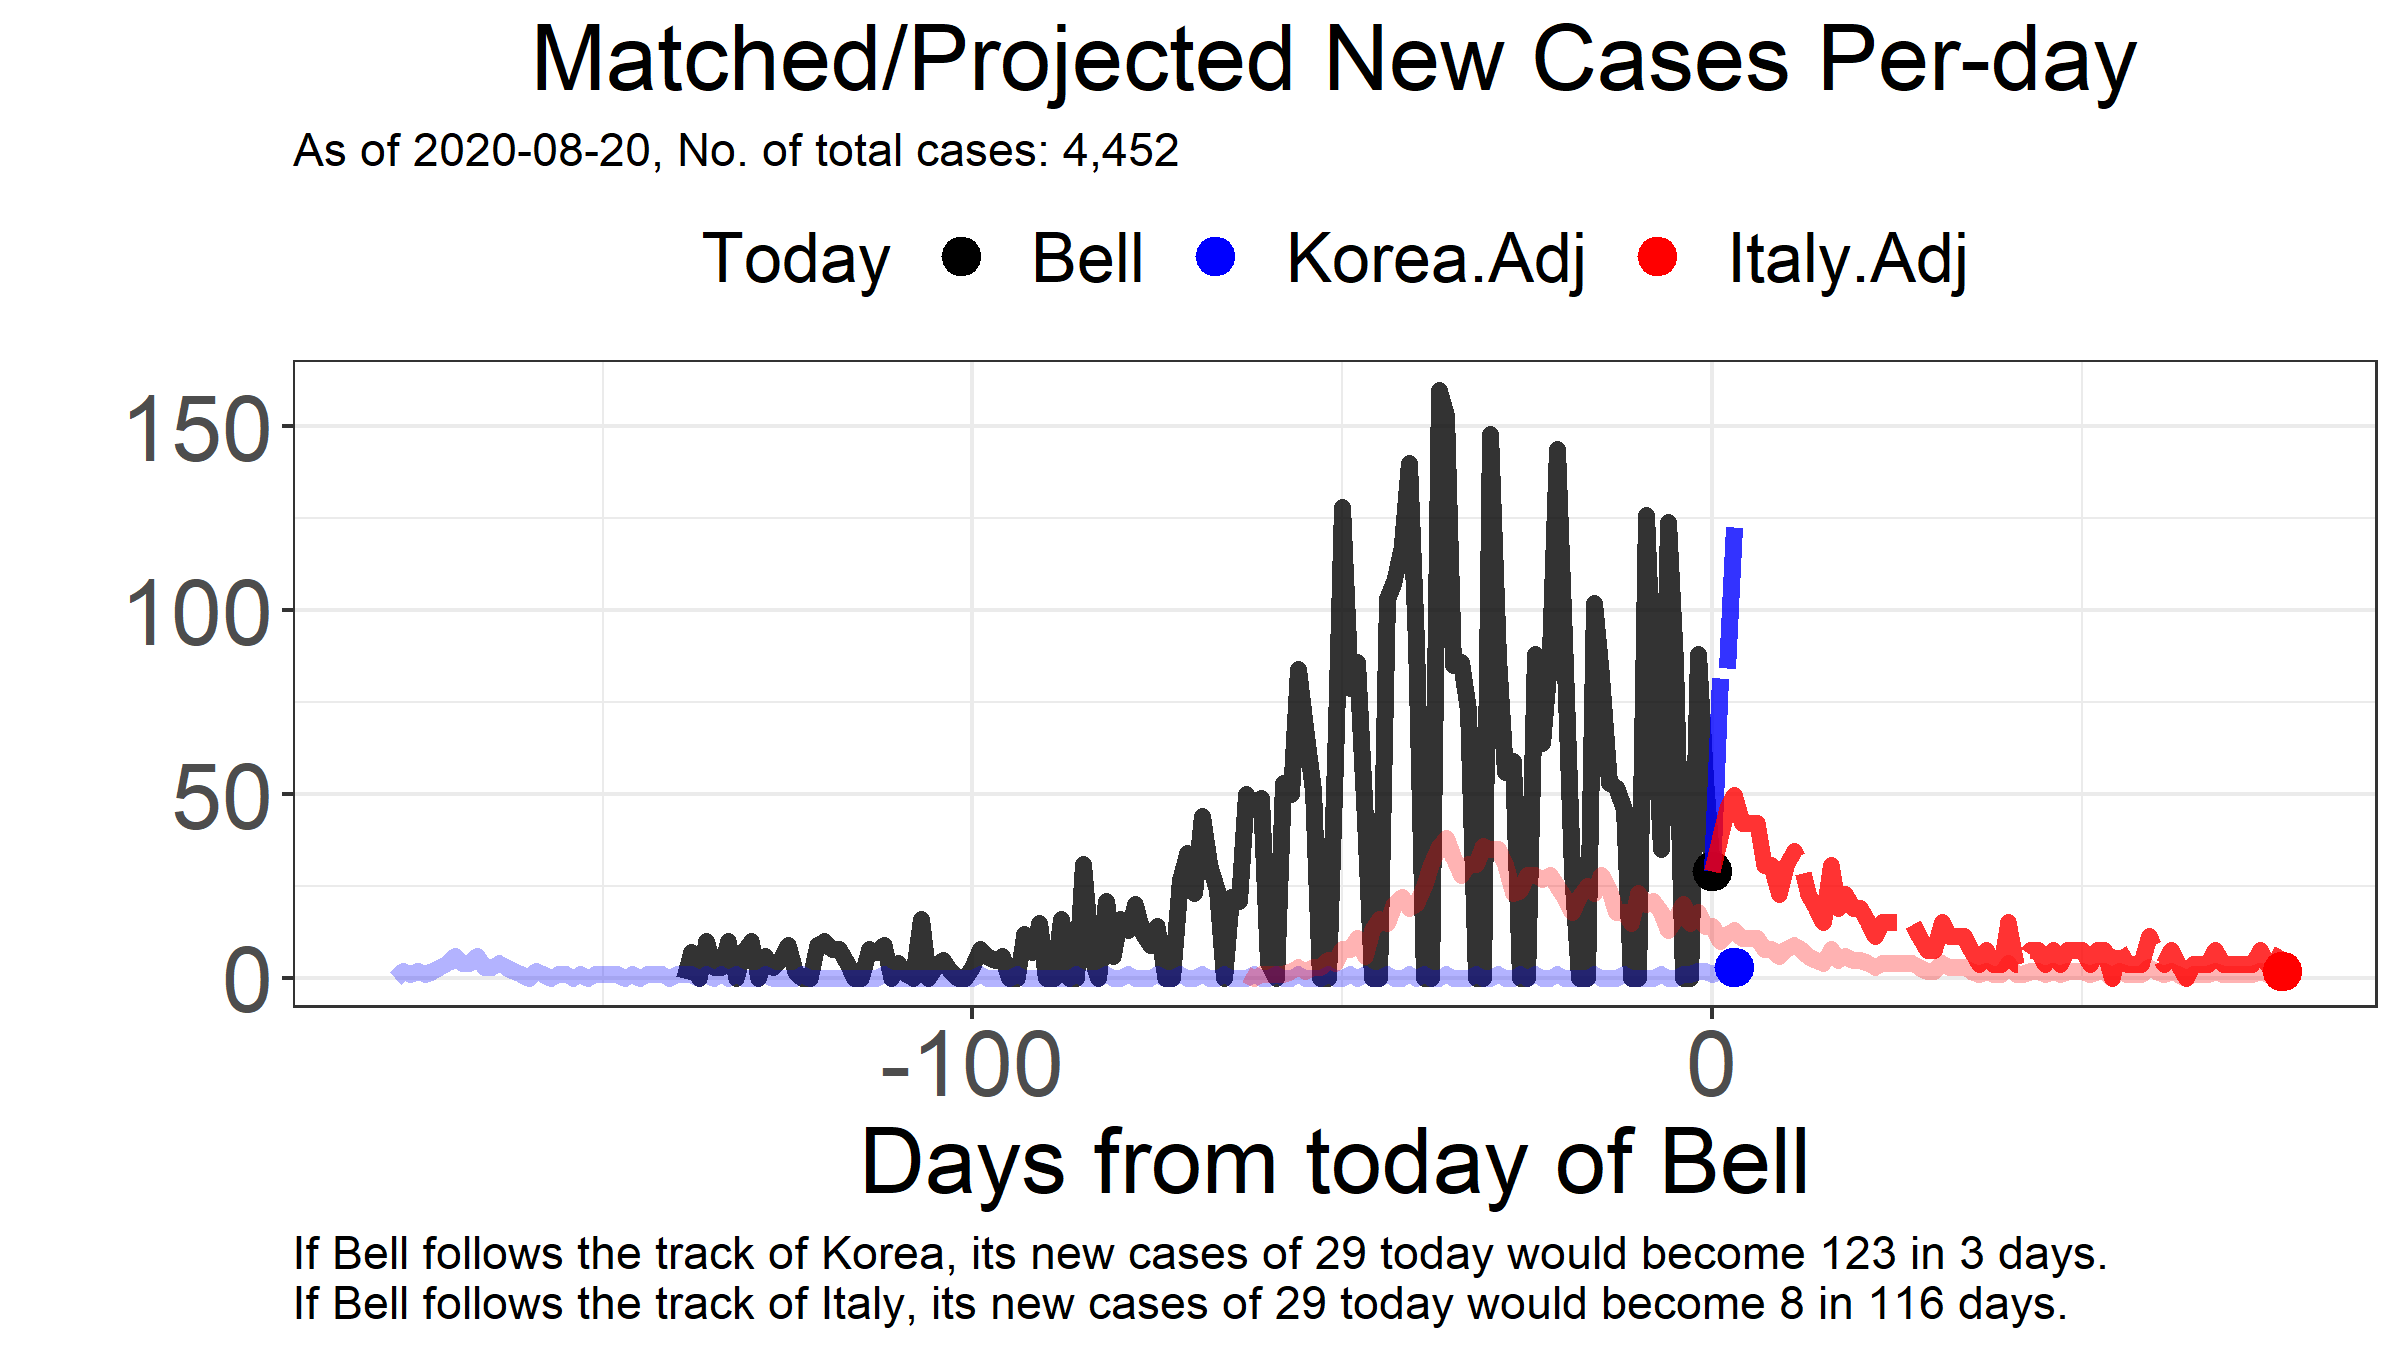 Matched/Projected New Cases Per-day
As of 2020-08-20, No. of total cases: 4,452
Today Bell Korea.Adj Italy.Adj
150
100
50
0
-100 0
Days from today of Bell
If Bell follows the track of Korea, its new cases of 29 today would become 123 in 3 days.
If Bell follows the track of Italy, its new cases of 29 today would become 8 in 116 days.